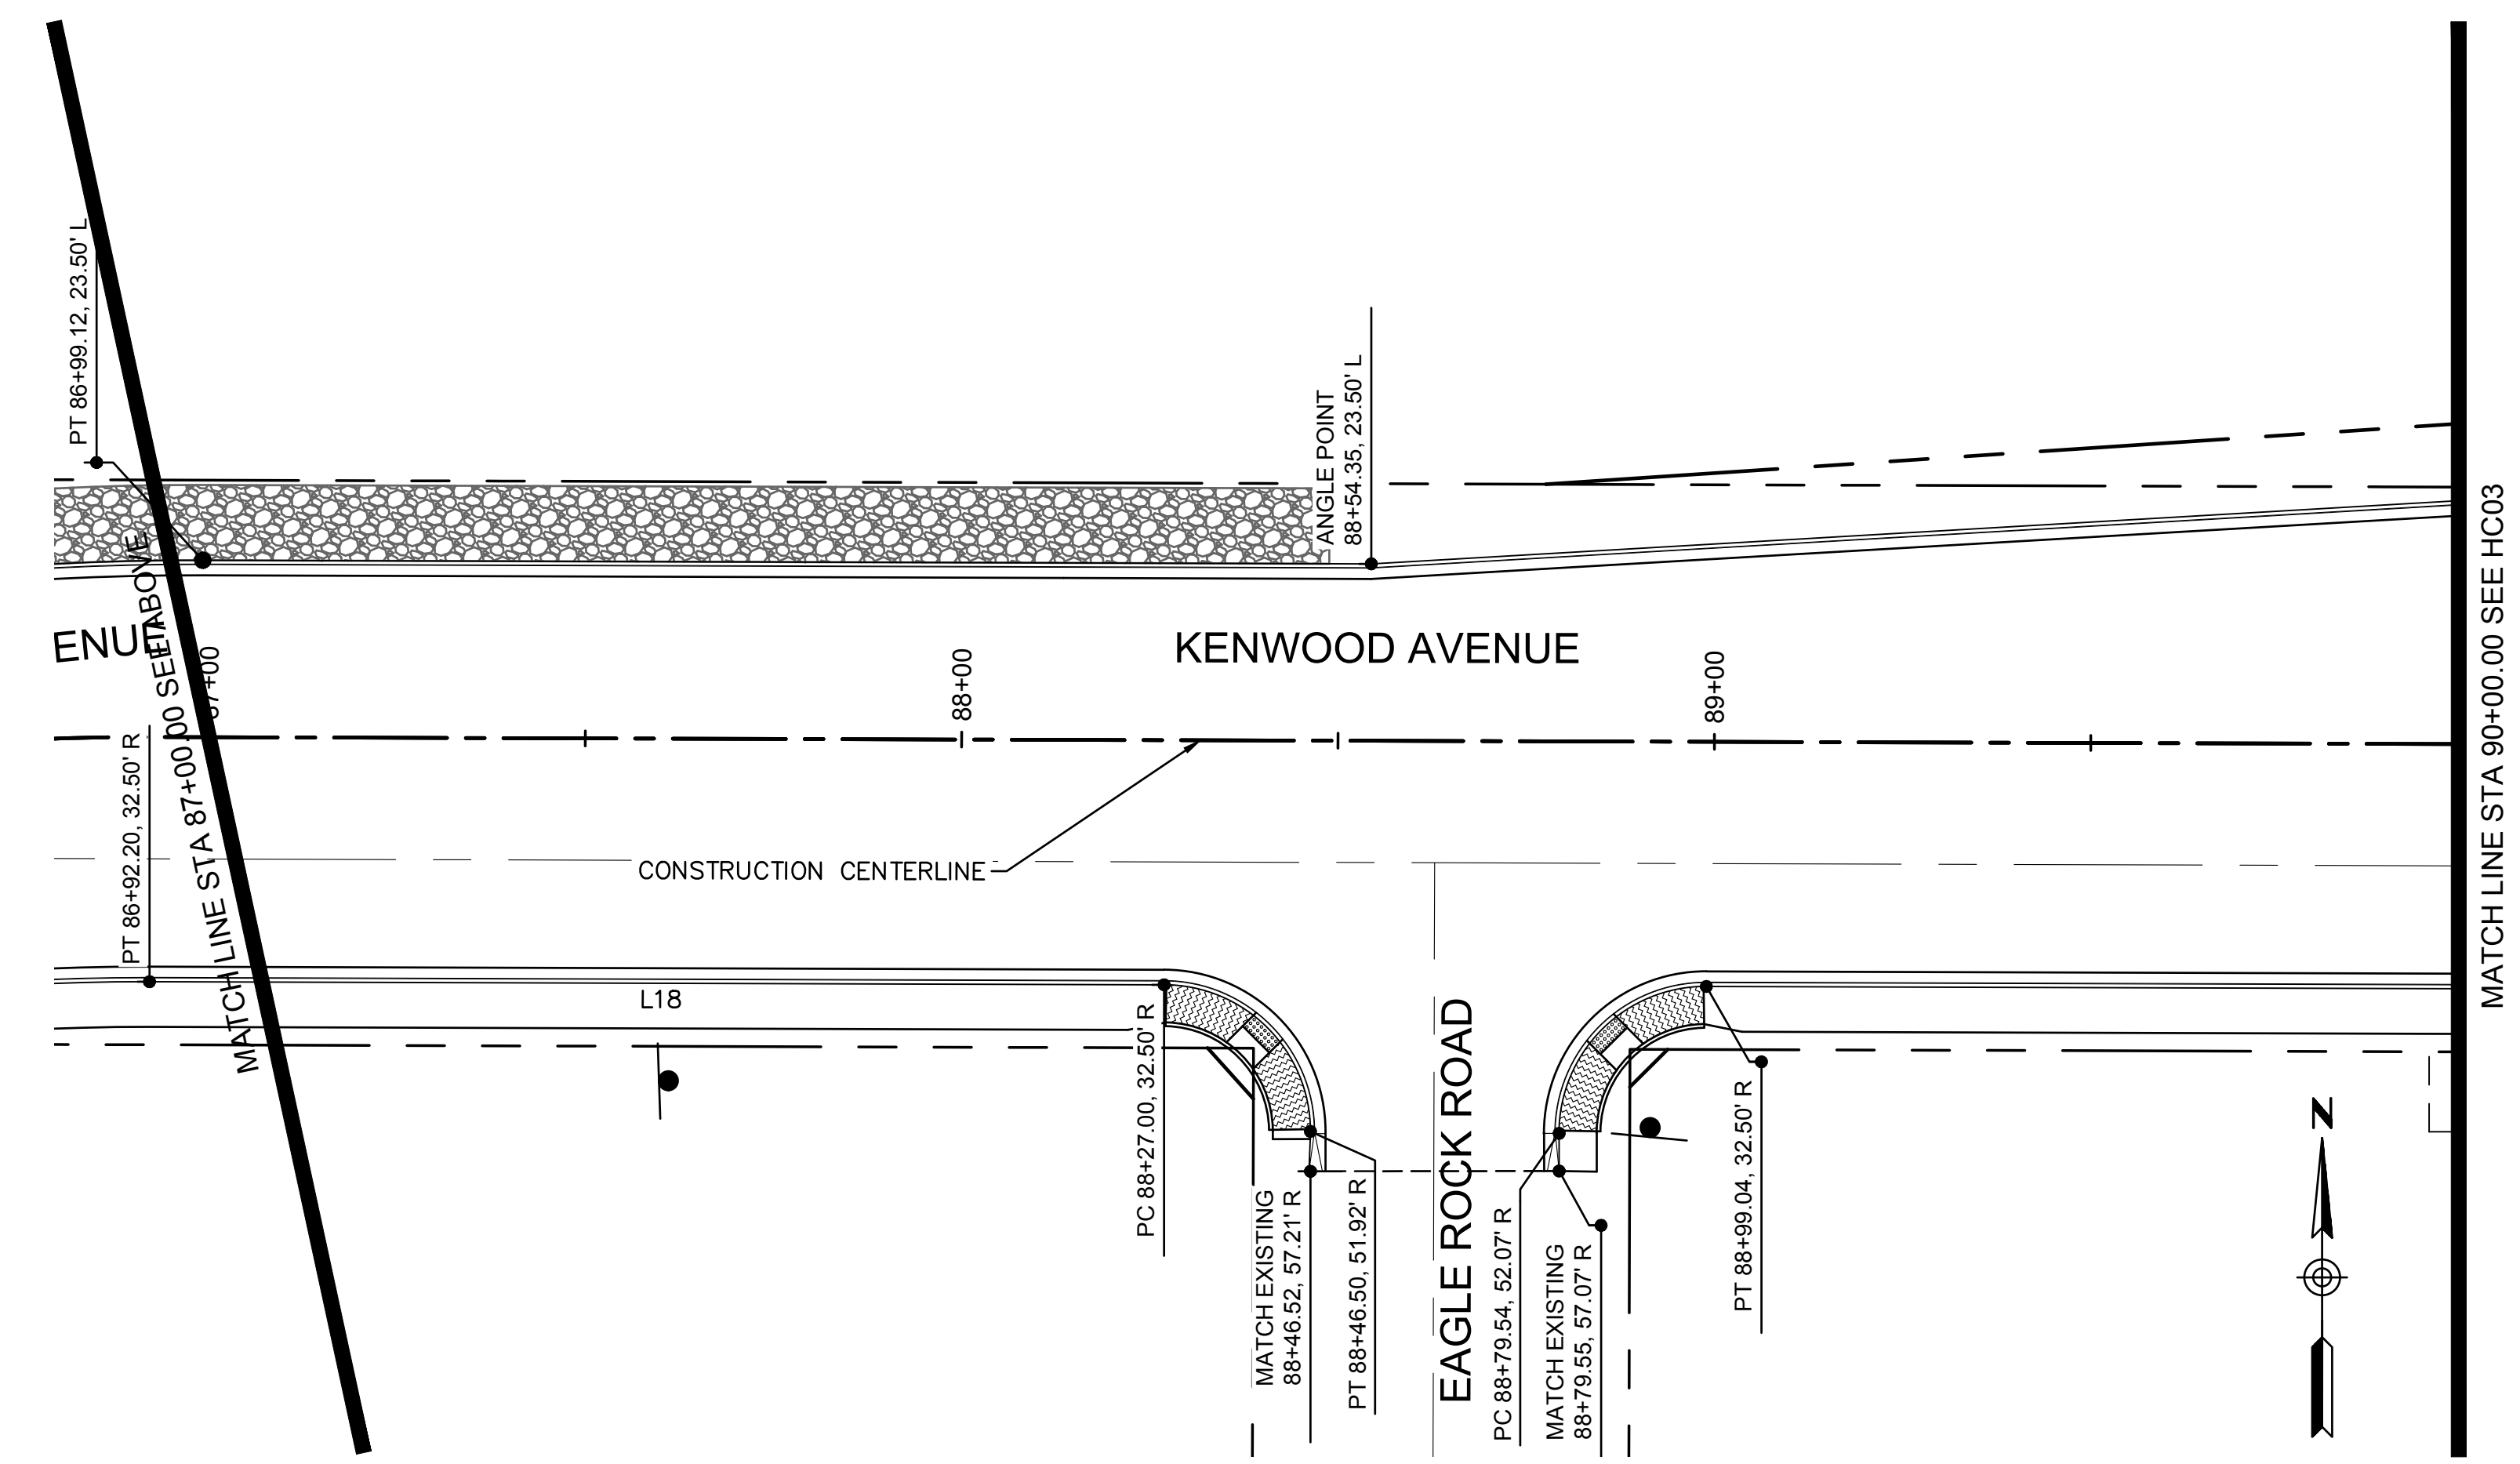 PT 86+99.12, 23.50' L
ANGLE POINT
88+54.35, 23.50' L
ENUE
KENWOOD AVENUE
87+00
88+00
89+00
MATCH LINE STA 87+00.00 SEE ABOVE
PT 86+92.20, 32.50' R
CONSTRUCTION CENTERLINE
L18
PC 88+27.00, 32.50' R
MATCH EXISTING
88+46.52, 57.21' R
PT 88+46.50, 51.92' R
EAGLE ROCK ROAD
PC 88+79.54, 52.07' R
MATCH EXISTING
88+79.55, 57.07' R
PT 88+99.04, 32.50' R
N
MATCH LINE STA 90+00.00 SEE HC03